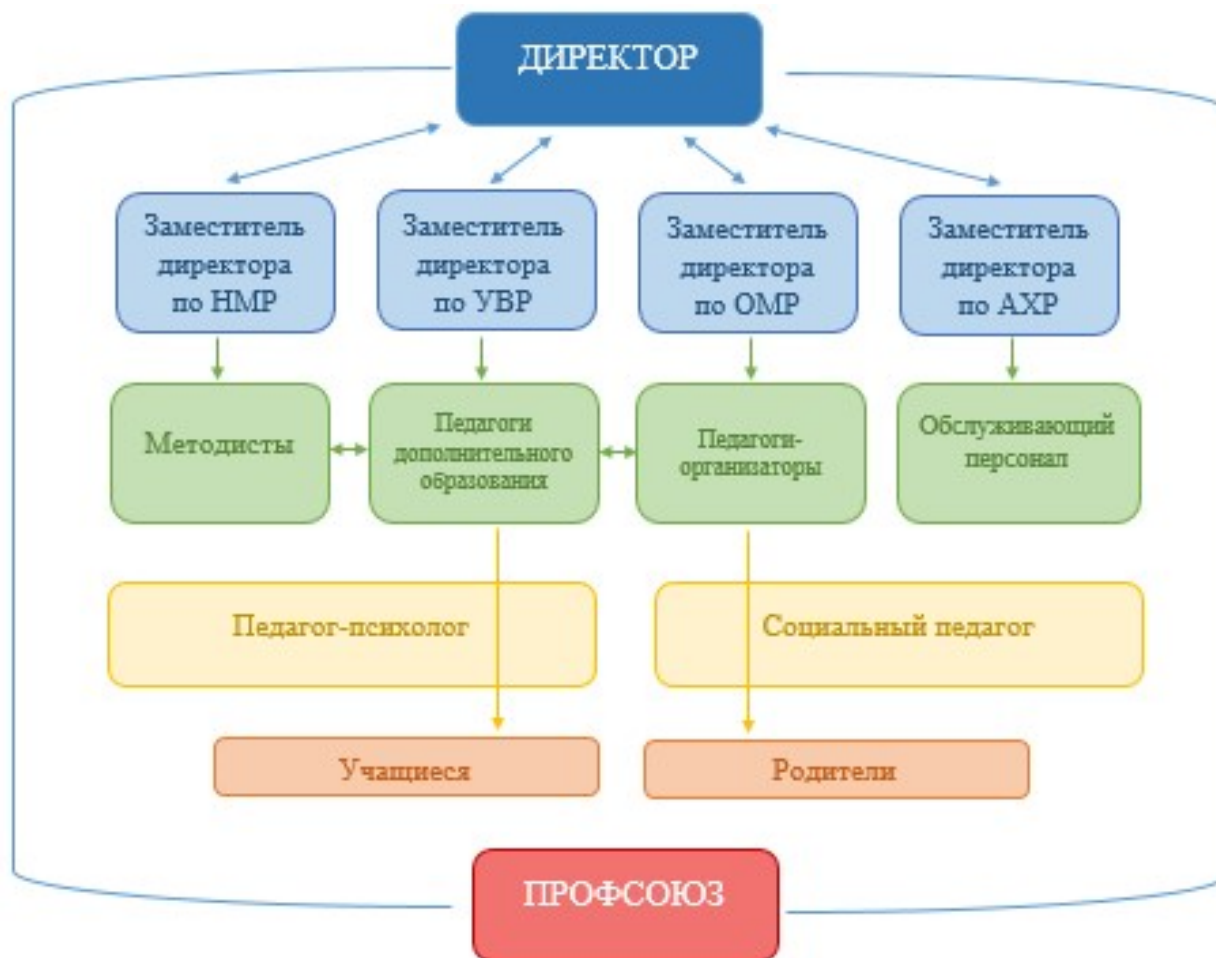 ДИРЕКТОР
Заместитель
директора
по НМР
Заместитель
директора
по УВР
Заместитель
директора
по ОМР
Заместитель
директора
по АХР
Методисты
Педагоги
дополнительного
образования
Педагоги-
организаторы
Обслуживающий
персонал
Педагог-психолог
Социальный педагог
Учащиеся
Родители
ПРОФСОЮЗ